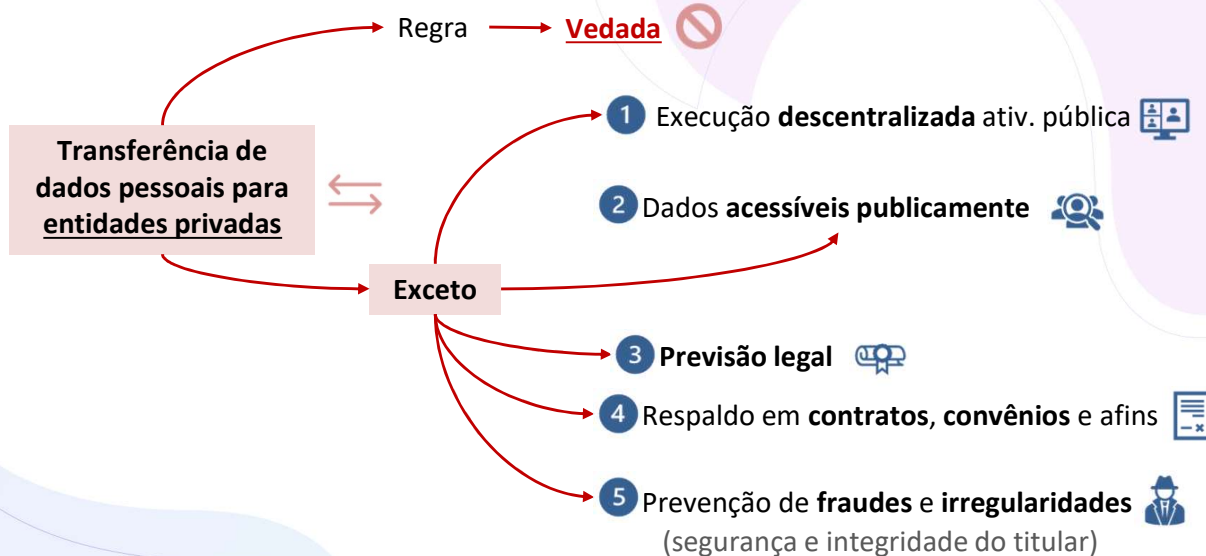 Regra
Vedada
Transferência de
dados pessoais para
entidades privadas
Exceto
1 Execução descentralizada ativ. pública
2 Dados acessíveis publicamente
3 Previsão legal
4 Respaldo em contratos, convênios e afins
5 Prevenção de fraudes e irregularidades
(segurança e integridade do titular)